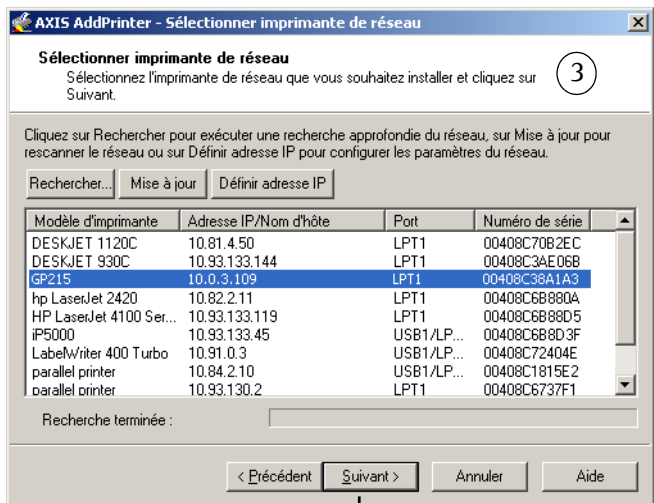 AXIS AddPrinter - Sélectionner imprimante de réseau
Sélectionner imprimante de réseau
Sélectionnez l'imprimante de réseau que vous souhaitez installer et cliquez sur
Suivant.
3
Cliquez sur Rechercher pour exécuter une recherche approfondie du réseau, sur Mise à jour pour
rescanner le réseau ou sur Définir adresse IP pour configurer les paramètres du réseau.
Rechercher... Mise à jour Définir adresse IP
Modèle d'imprimante Adresse IP/Nom d'hôte Port Numéro de série
DESKJET 1120C 10.81.4.50 LPT1 00408C70B2EC
DESKJET 930C 10.93.133.144 LPT1 00408C3AE06B
GP215 10.0.3.109 LPT1 00408C38A1A3
hp LaserJet 2420 10.82.2.11 LPT1 00408C6B880A
HP LaserJet 4100 Ser... 10.93.133.119 LPT1 00408C6B88D5
iP5000 10.93.133.45 USB1/LP... 00408C6B8D3F
LabelWriter 400 Turbo 10.91.0.3 USB1/LP... 00408C72404E
parallel printer 10.84.2.10 USB1/LP... 00408C1815E2
parallel printer 10.93.130.2 LPT1 00408C6737F1
Recherche terminée :
< Précédent Suivant > Annuler Aide